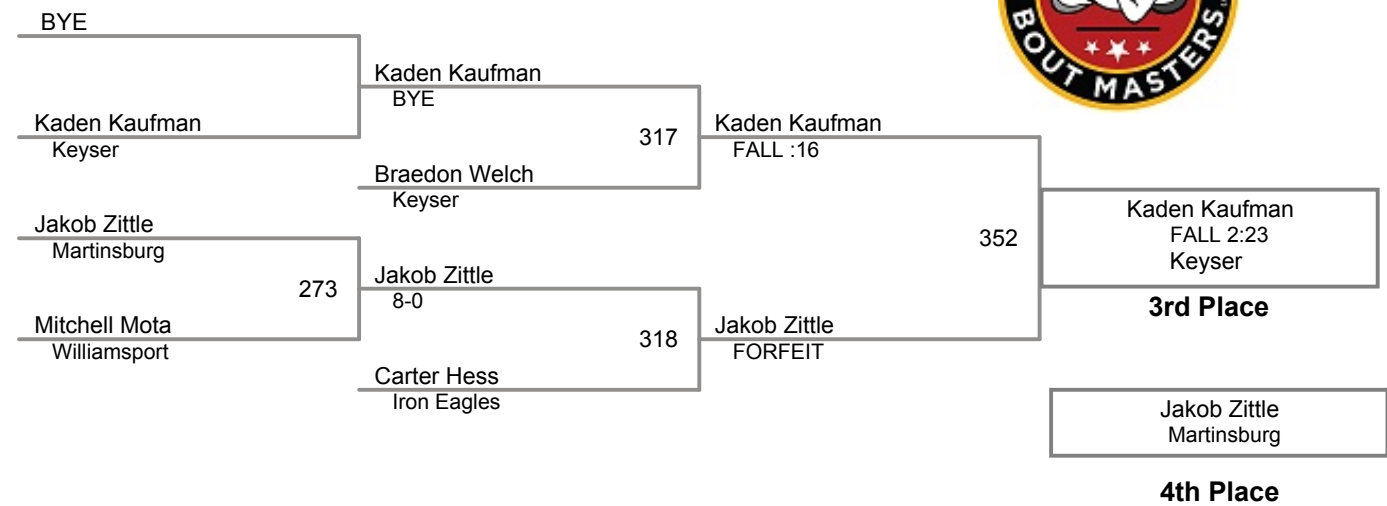 BYE
Kaden Kaufman
Keyser
Jakob Zittle
Martinsburg
273
Mitchell Mota
Williamsport
Kaden Kaufman
BYE
317
Braedon Welch
Keyser
Jakob Zittle
8-0
318
Carter Hess
Iron Eagles
Kaden Kaufman
FALL :16
352
Jakob Zittle
FORFEIT
Kaden Kaufman
FALL 2:23
Keyser
3rd Place
Jakob Zittle
Martinsburg
4th Place
BOUT MASTERS